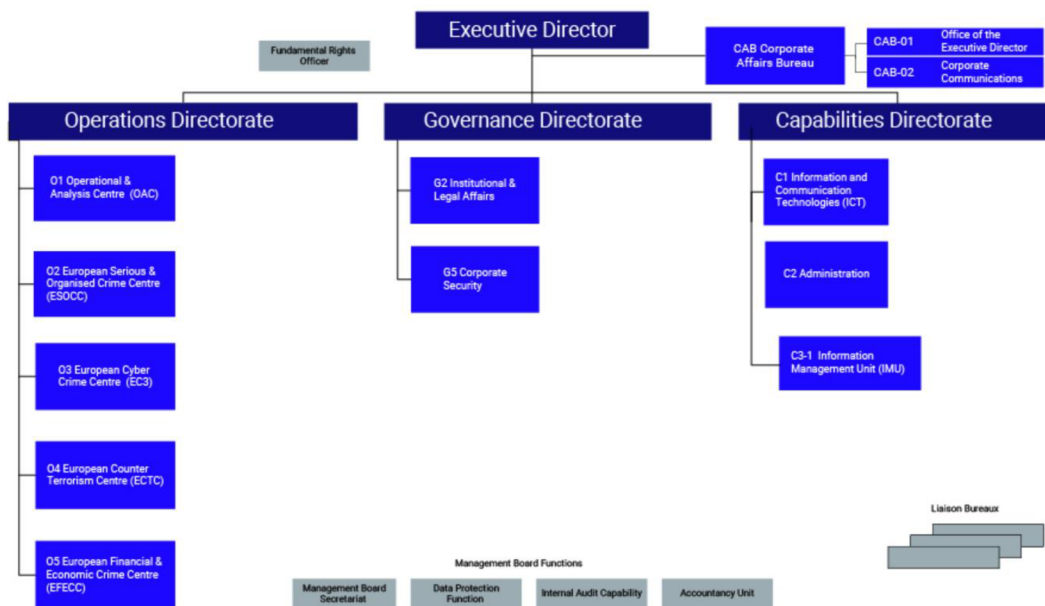 Executive Director
Fundamental Rights
Officer
CAB Corporate
Affairs Bureau
CAB-01 Office of the
Executive Director
CAB-02 Corporate
Communications
Operations Directorate
Governance Directorate
Capabilities Directorate
O1 Operational &
Analysis Centre (OAC)
O2 European Serious &
Organised Crime Centre
(ESOCC)
O3 European Cyber
Crime Centre (EC3)
O4 European Counter
Terrorism Centre (ECTC)
O5 European Financial &
Economic Crime Centre
(EFECC)
G2 Institutional &
Legal Affairs
G5 Corporate
Security
C1 Information and
Communication
Technologies (ICT)
C2 Administration
C3-1 Information
Management Unit (IMU)
Liaison Bureaux
Management Board Functions
Management Board
Secretariat
Data Protection
Function
Internal Audit Capability
Accountancy Unit